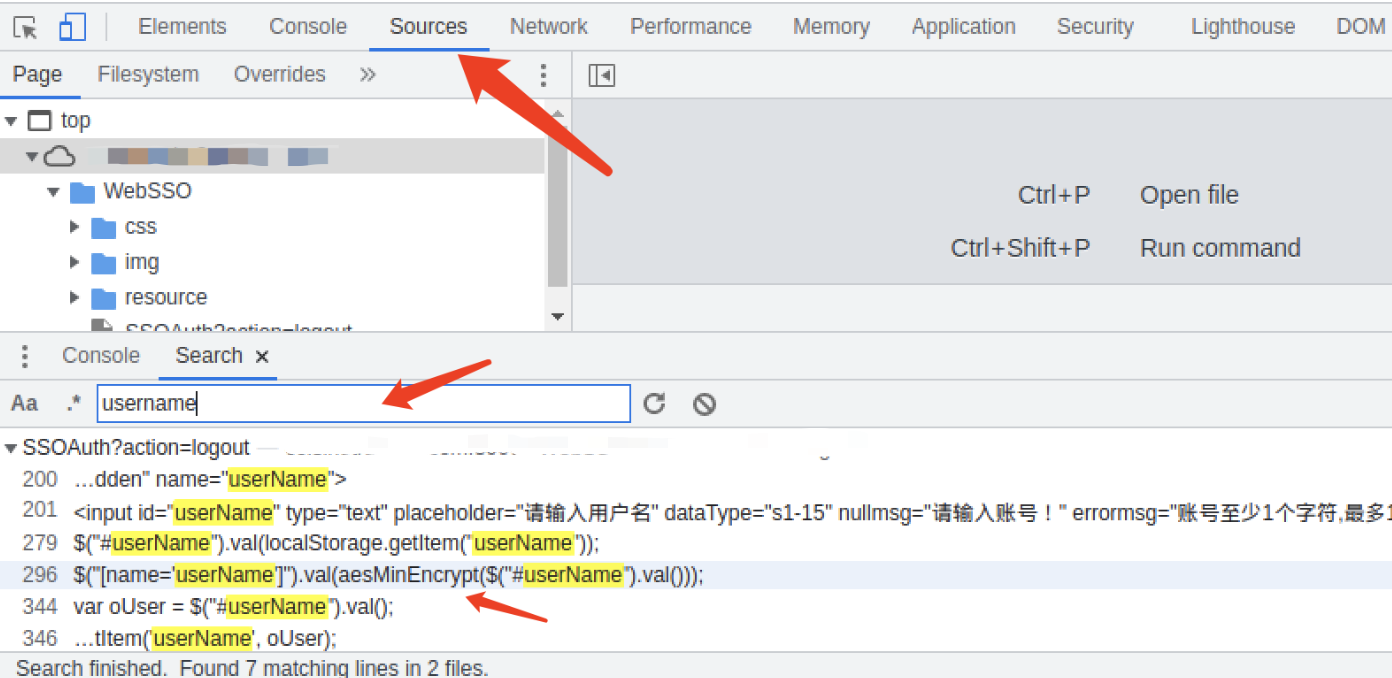 Elements Console Sources Network Performance Memory Application Security Lighthouse DOM
Page Filesystem Overrides »
top
WebSSO
css
img
resource
SSOAuth?action=logout
Ctrl+P Open file
Ctrl+Shift+P Run command
Console Search ×
Aa .* username
SSOAuth?action=logout —
200 …dden" name="userName">
201 <input id="userName" type="text" placeholder="请输入用户名" dataType="s1-15" nullmsg="请输入账号！" errormsg="账号至少1个字符,最多1
279 $("#userName").val(localStorage.getItem("userName"));
296 $("[name='userName']").val(aesMinEncrypt($("#userName").val()));
344 var oUser = $("#userName").val();
346 …tItem('userName', oUser);
Search finished. Found 7 matching lines in 2 files.